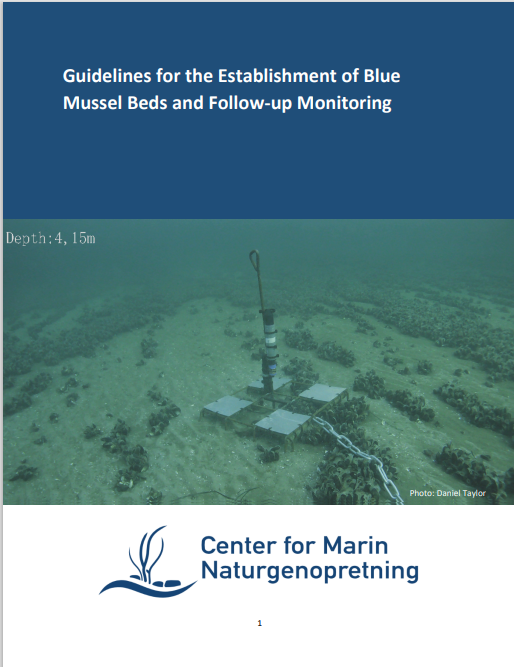 Guidelines for the Establishment of Blue
Mussel Beds and Follow-up Monitoring
Depth:4,15m
Photo: Daniel Taylor
Center for Marin
Naturgenopretning
1